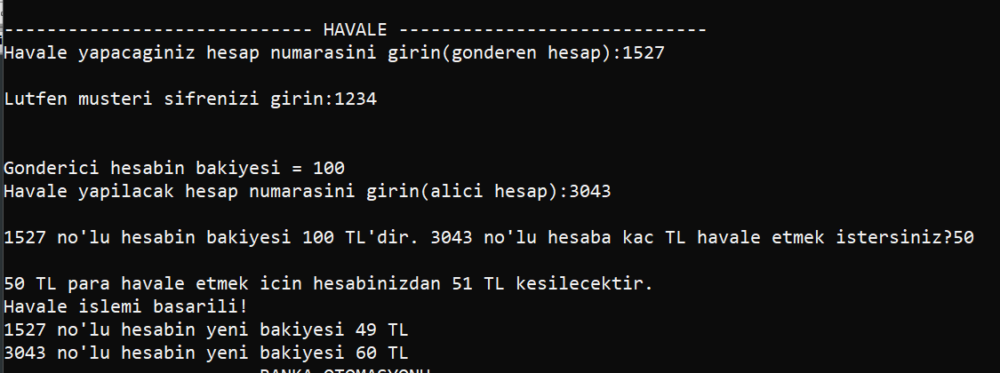 ----------------------------- HAVALE -----------------------------
Havale yapacaginiz hesap numarasini girin(gonderen hesap):1527
Lutfen musteri sifrenizi girin:1234
Gonderici hesabin bakiyesi = 100
Havale yapilacak hesap numarasini girin(alici hesap):3043
1527 no'lu hesabin bakiyesi 100 TL'dir. 3043 no'lu hesaba kac TL havale etmek istersiniz?50
50 TL para havale etmek icin hesabinizdan 51 TL kesilecektir.
Havale islemi basarili!
1527 no'lu hesabin yeni bakiyesi 49 TL
3043 no'lu hesabin yeni bakiyesi 60 TL
BANKA OTOMASYONU